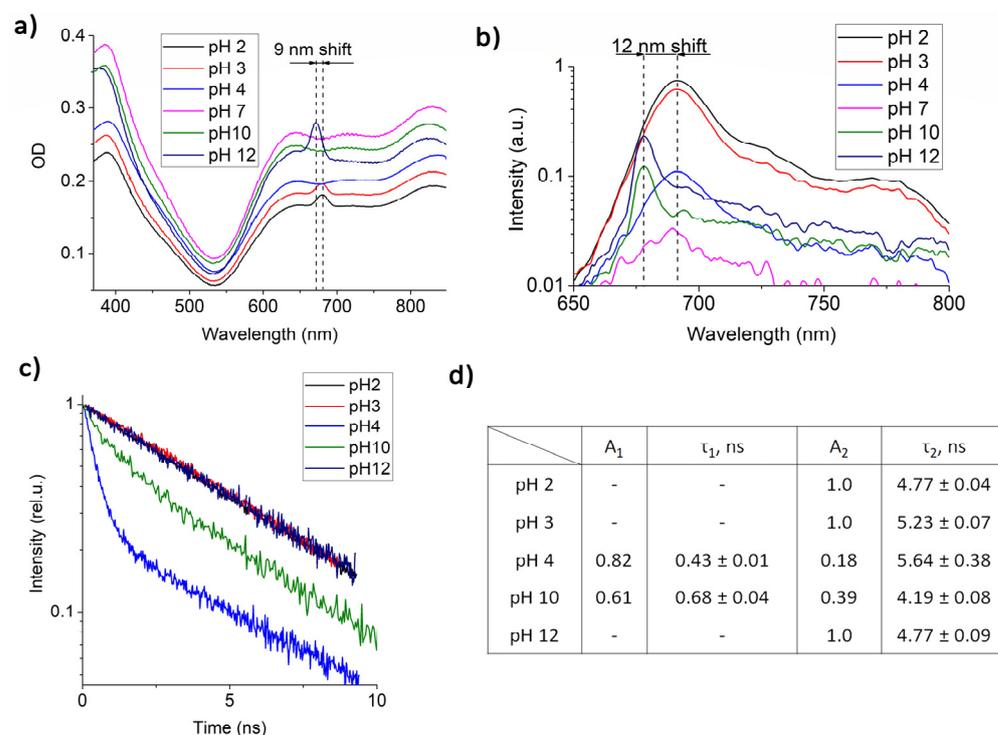 a)
9 nm shift
pH 2
pH 3
pH 4
pH 7
pH10
pH 12
0.4
0.3
0.2
0.1
OD
400
500
600
700
800
Wavelength (nm)
b)
12 nm shift
pH 2
pH 3
pH 4
pH 7
pH 10
pH 12
1
0.1
0.01
Intensity (a.u.)
650
700
750
800
Wavelength (nm)
c)
pH2
pH3
pH4
pH10
pH12
1
0.1
Intensity (rel.u.)
0
5
10
Time (ns)
d)
A₁ τ₁, ns A₂ τ₂, ns
pH 2 - - 1.0 4.77 ± 0.04
pH 3 - - 1.0 5.23 ± 0.07
pH 4 0.82 0.43 ± 0.01 0.18 5.64 ± 0.38
pH 10 0.61 0.68 ± 0.04 0.39 4.19 ± 0.08
pH 12 - - 1.0 4.77 ± 0.09